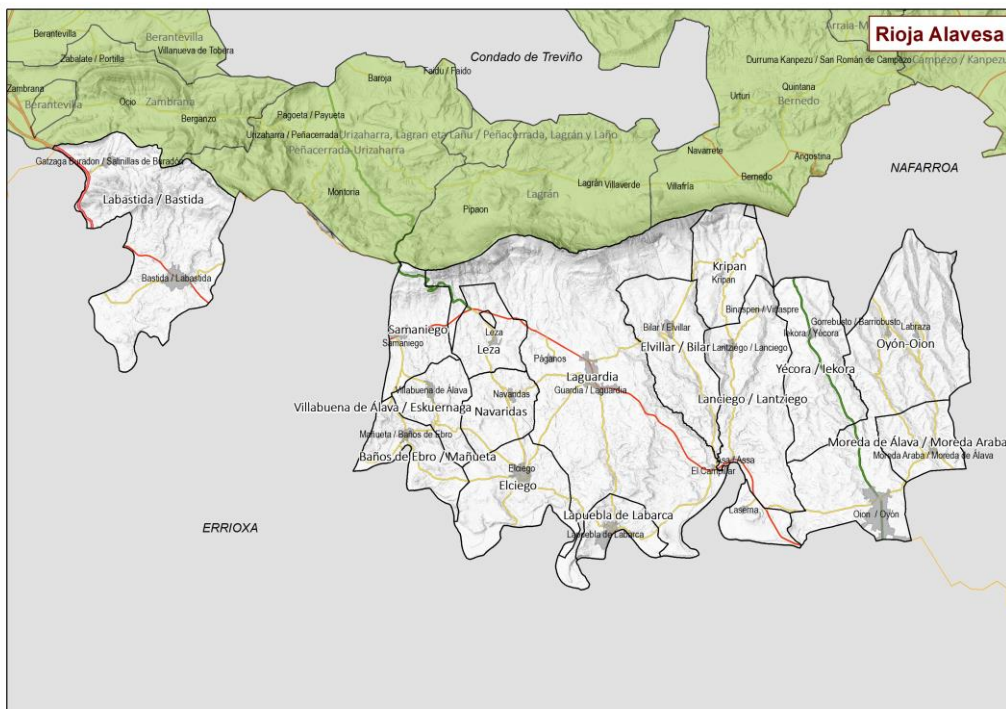 Rioja Alavesa
Berantevilla
Berantevilla
Villanueva de Tobera
Zabalate / Portilla
Zambrana
Berantevilla
Ocio
Zambrana
Berganzo
Condado de Treviño
Baroja
Faidu / Faido
Pagoeta / Payueta
Urizaharra / Peñacerrada
Urizaharra, Lagran eta Lañu / Peñacerrada, Lagrán y Laño
Peñacerrada-Urizaharra
Montoria
Pipaon
Lagrán
Lagrán
Villaverde
Villafría
Durruma Kanpezu / San Román de Campezo
Campézo / Kanpezu
Quintana
Urturi
Bernedo
Navarrete
Angostina
Bernedo
NAFARROA
Gatzaga Buradon / Salinillas de Buradón
Labastida / Bastida
Bastida / Labastida
Kripan
Kripan
Samaniego
Samaniego
Leza
Leza
Páganos
Laguardia
Guardia / Laguardia
Bilar / Elvillar
Elvillar / Bilar
Binaspen / Viñaspre
Lantziego / Lanciego
Lanciego / Lantziego
Gorrebusto / Barriobusto
Iekora / Yécora
Yécora / Iekora
Labraza
Oyón-Oion
Villabuena de Álava
Villabuena de Álava / Eskuernaga
Navaridas
Navaridas
Mañueta / Baños de Ebro
Baños de Ebro / Mañueta
Elciego
Elciego
Assa / Assa
El Campillar
Moreda de Álava / Moreda Araba
Moreda Araba / Moreda de Álava
Lapuebla de Labarca
Lapuebla de Labarca
Laserna
Oion / Oyón
ERRIOXA